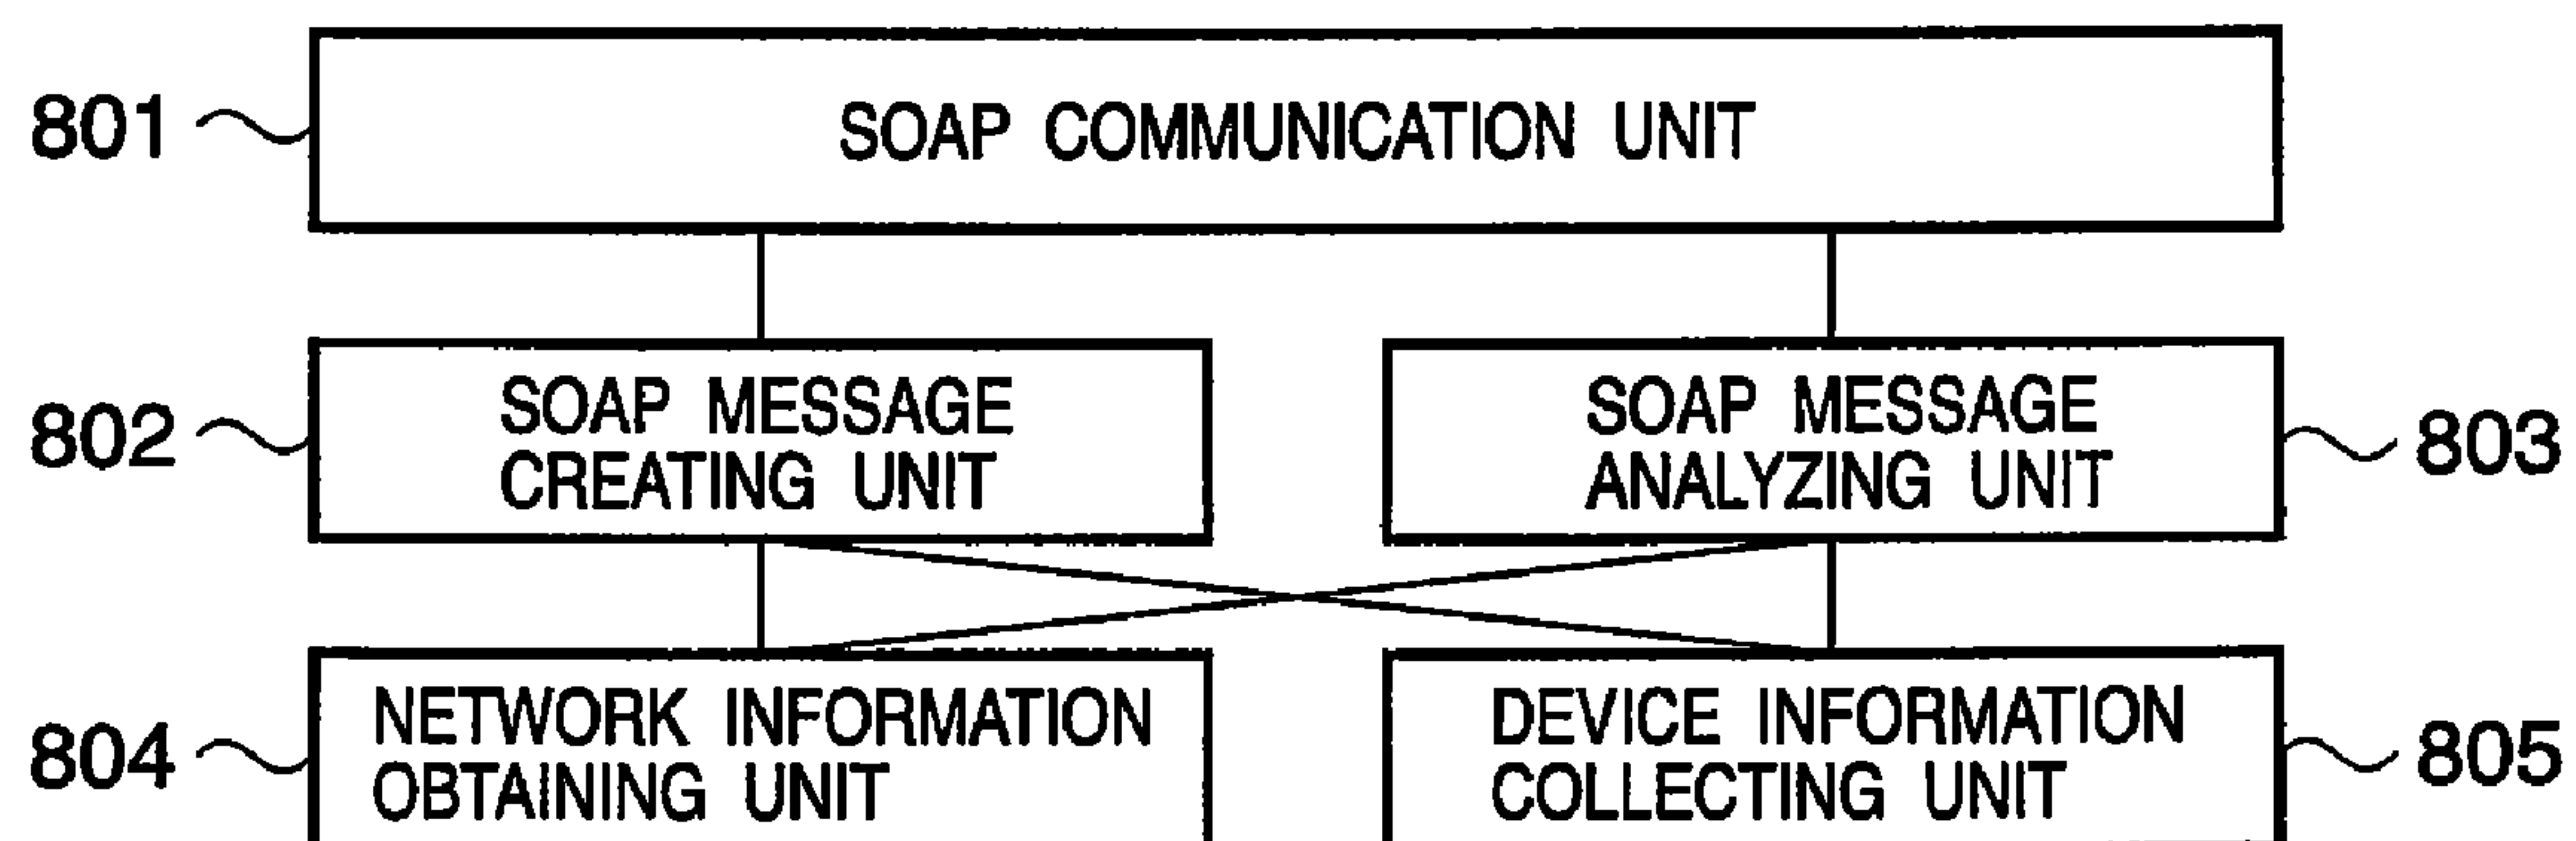 801
SOAP COMMUNICATION UNIT
802
SOAP MESSAGE
CREATING UNIT
SOAP MESSAGE
ANALYZING UNIT
803
804
NETWORK INFORMATION
OBTAINING UNIT
DEVICE INFORMATION
COLLECTING UNIT
805